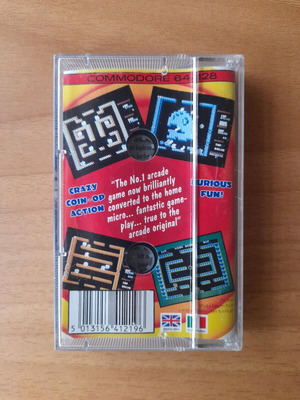 COMMODORE 64/128
CRAZY
COIN-OP
ACTION
"The No.1 arcade
game now brilliantly
converted to the home
micro... fantastic game-
play... true to the
arcade original"
FURIOUS
FUN!
5 013156 412196